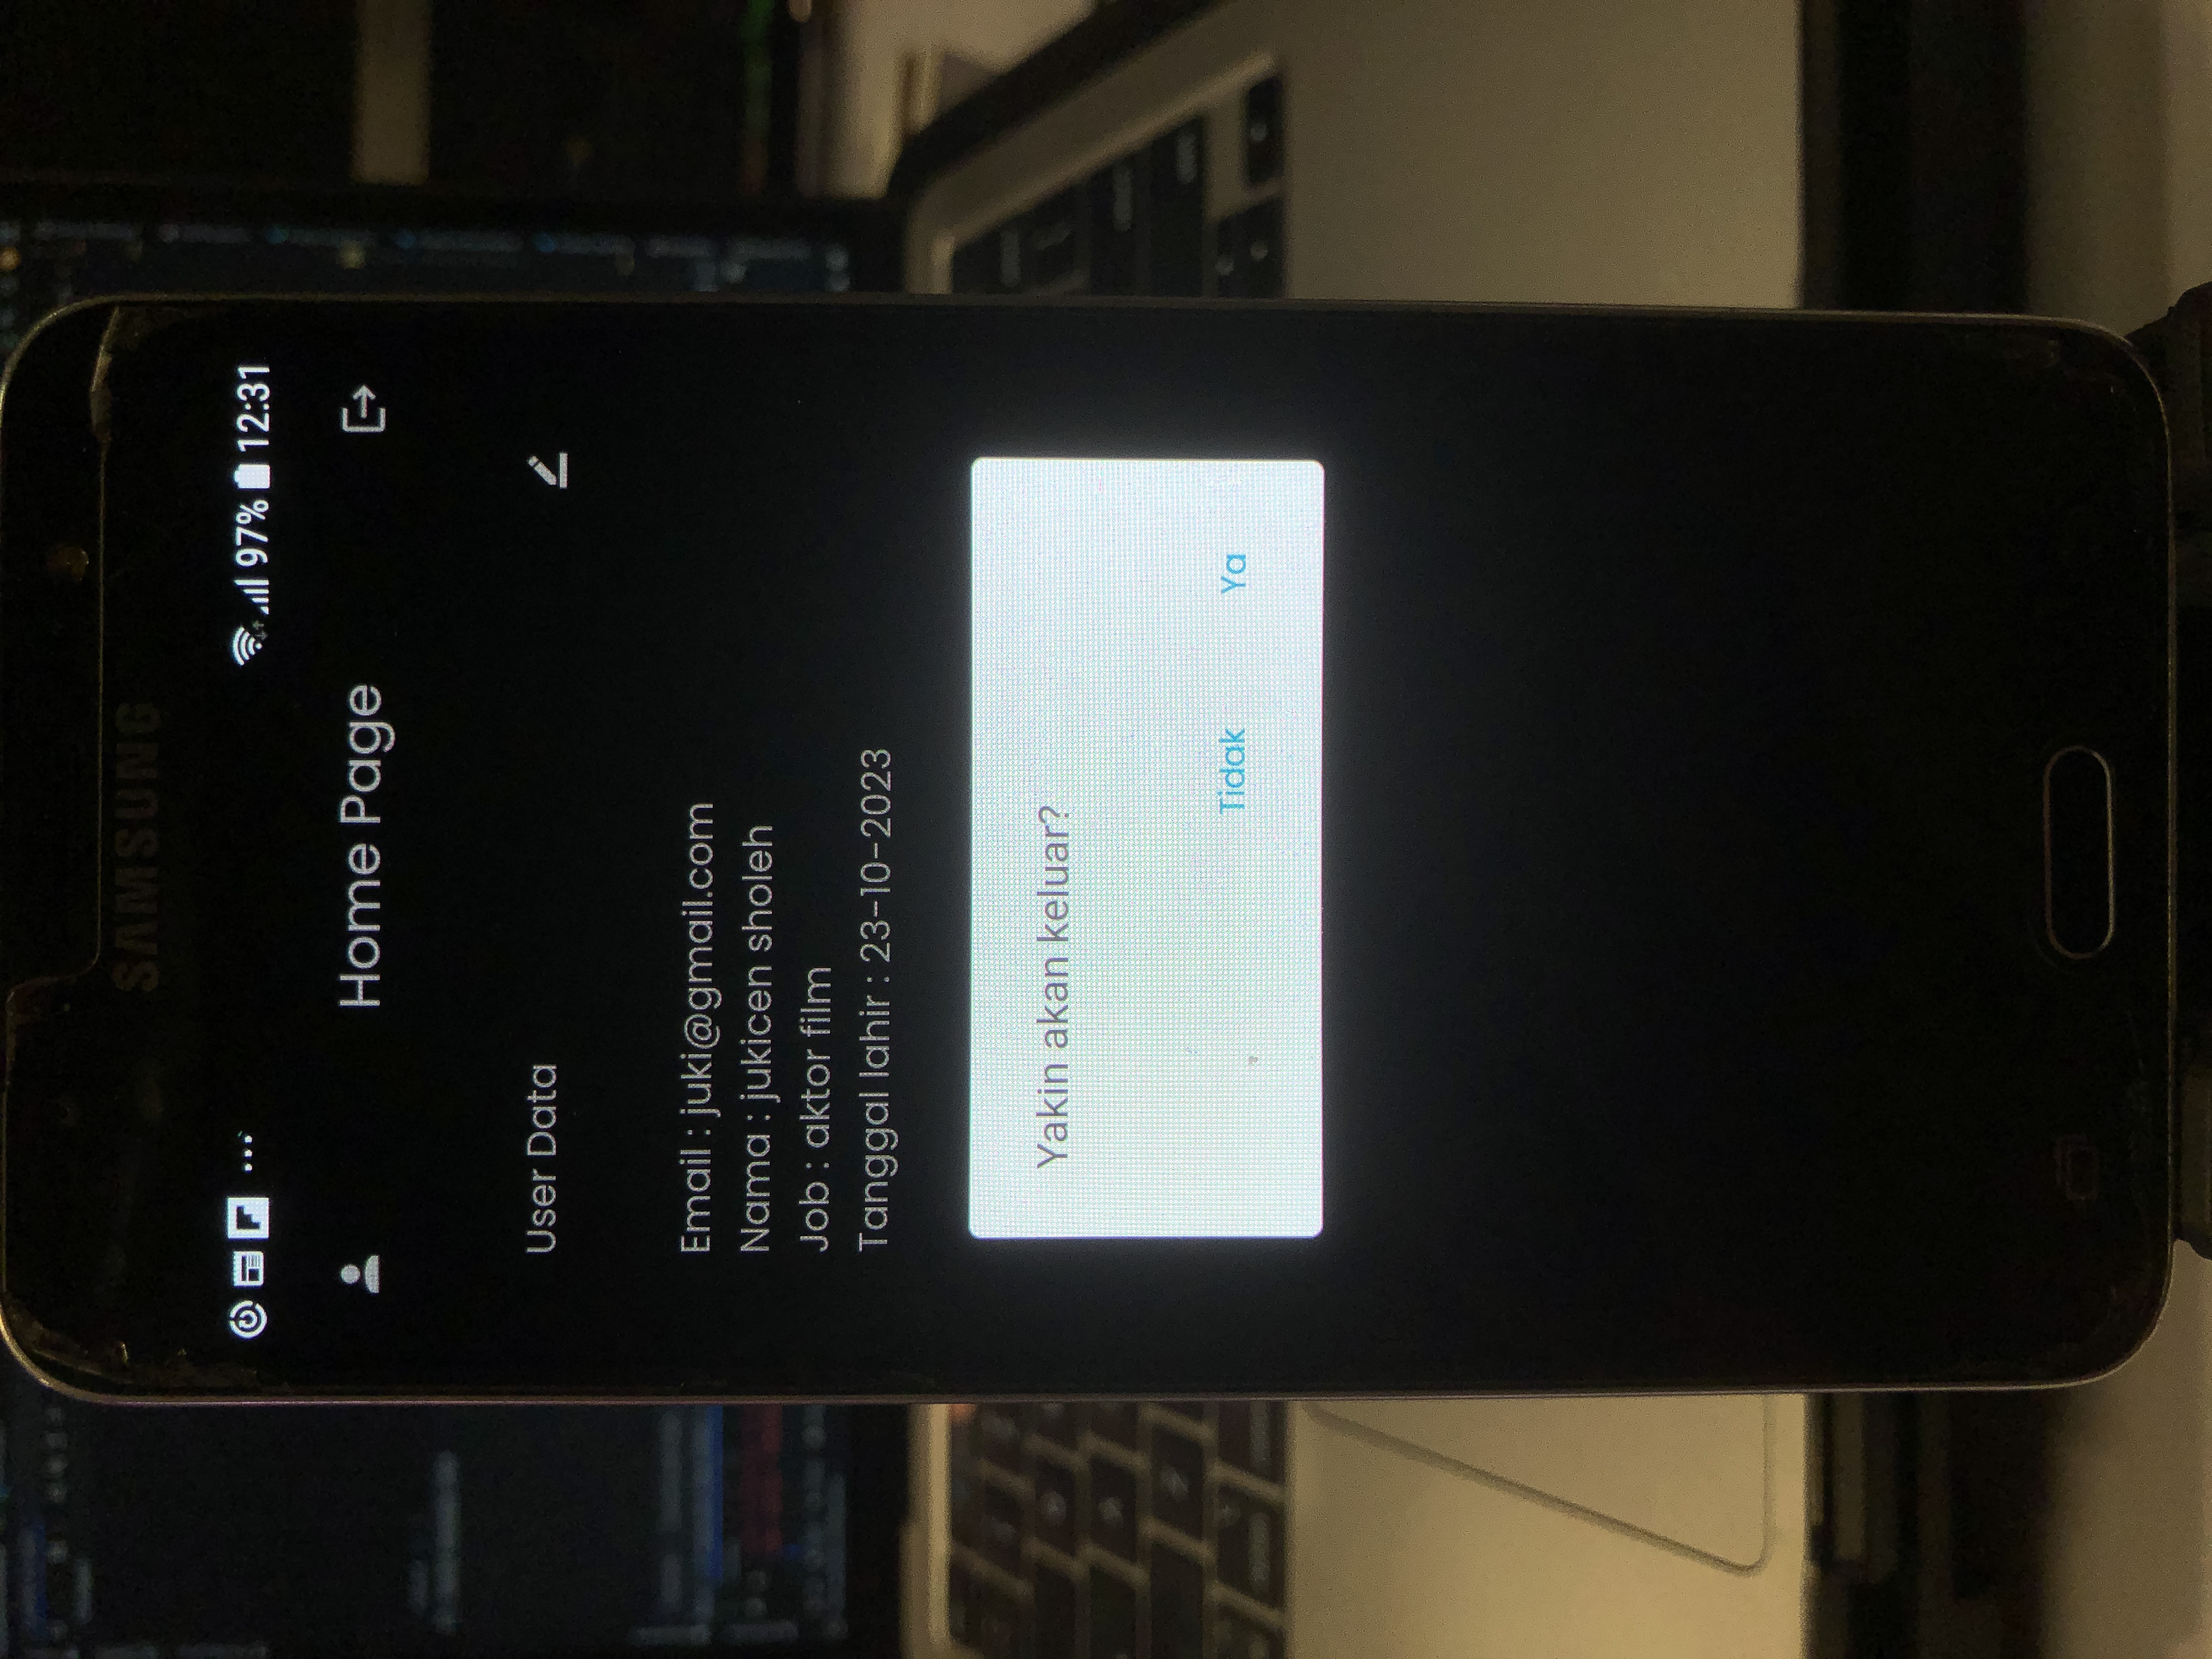 SAMSUNG
97% 12:31
Home Page
User Data
Email : juki@gmail.com
Nama : jukicen sholeh
Job : aktor film
Tanggal lahir : 23-10-2023
Yakin akan keluar?
Tidak Ya